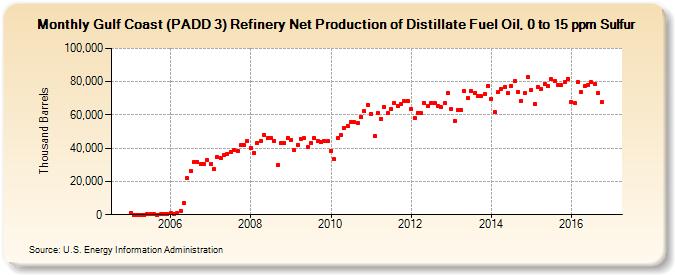 Monthly Gulf Coast (PADD 3) Refinery Net Production of Distillate Fuel Oil, 0 to 15 ppm Sulfur
Thousand Barrels
100,000
80,000
60,000
40,000
20,000
0
2006 2008 2010 2012 2014 2016
Source: U.S. Energy Information Administration